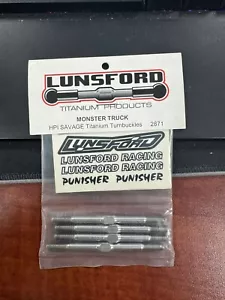 LUNSFORD
TITANIUM PRODUCTS
MONSTER TRUCK
HPI SAVAGE Titanium Turnbuckles 2871
LUNSFORD
LUNSFORD RACING
LUNSFORD RACING
PUNISHER PUNISHER